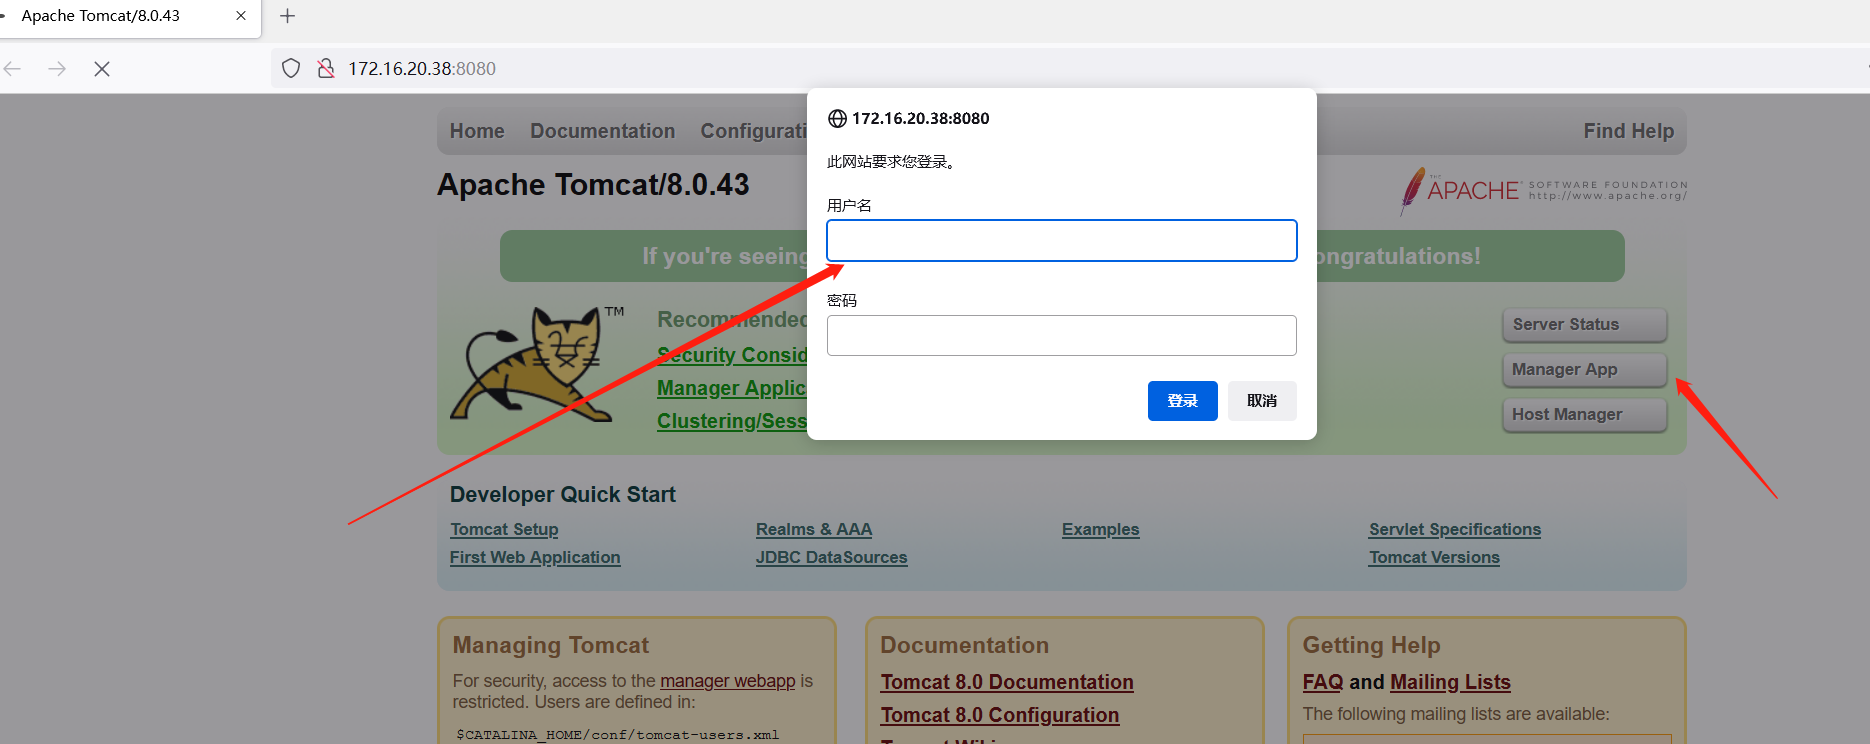 Apache Tomcat/8.0.43
172.16.20.38:8080
172.16.20.38:8080
此网站要求您登录。
用户名
密码
登录 取消
Home Documentation Configurati Find Help
Apache Tomcat/8.0.43
THE APACHE SOFTWARE FOUNDATION
http://www.apache.org/
If you're seeing ongratulations!
TM
Recommended
Security Consid
Manager Applic
Clustering/Sess
Server Status
Manager App
Host Manager
Developer Quick Start
Tomcat Setup
First Web Application
Realms & AAA
JDBC DataSources
Examples
Servlet Specifications
Tomcat Versions
Managing Tomcat
For security, access to the manager webapp is
restricted. Users are defined in:
$CATALINA_HOME/conf/tomcat-users.xml
Documentation
Tomcat 8.0 Documentation
Tomcat 8.0 Configuration
Tomcat Wiki
Getting Help
FAQ and Mailing Lists
The following mailing lists are available: